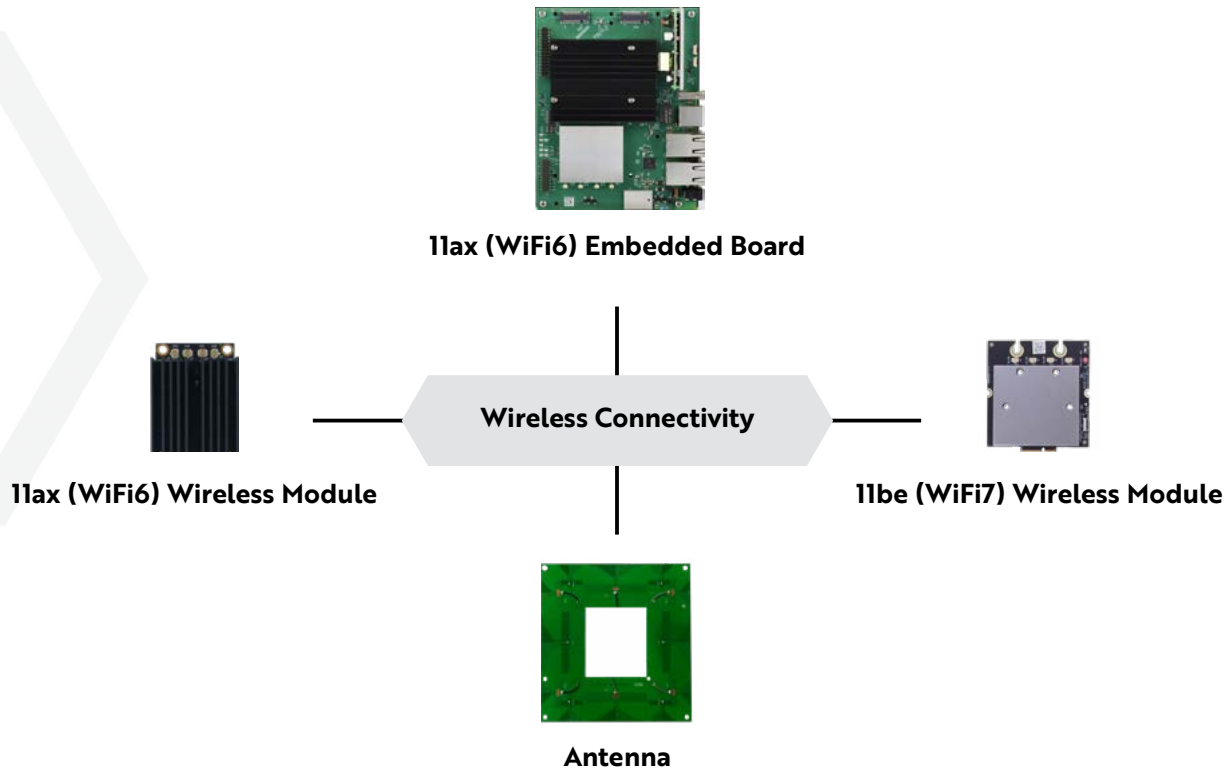 11ax (WiFi6) Embedded Board
Wireless Connectivity
11ax (WiFi6) Wireless Module
11be (WiFi7) Wireless Module
Antenna